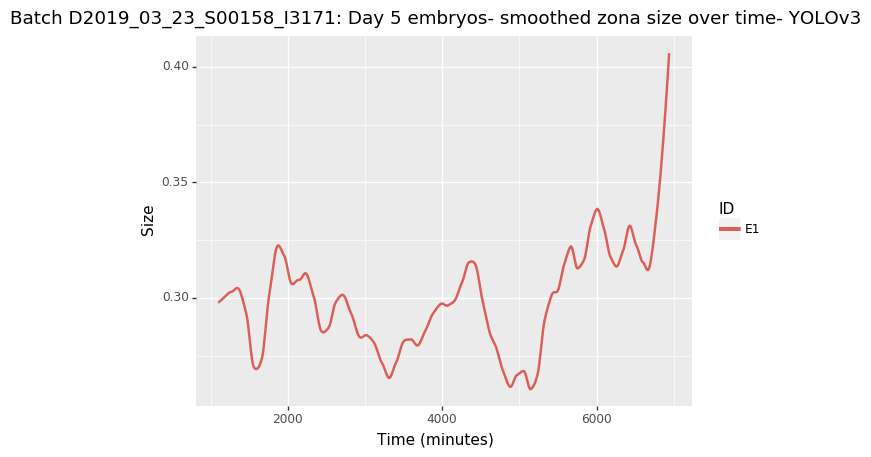 Batch D2019_03_23_S00158_I3171: Day 5 embryos- smoothed zona size over time- YOLOv3
0.40
0.35
0.30
Size
2000
4000
6000
Time (minutes)
ID
E1